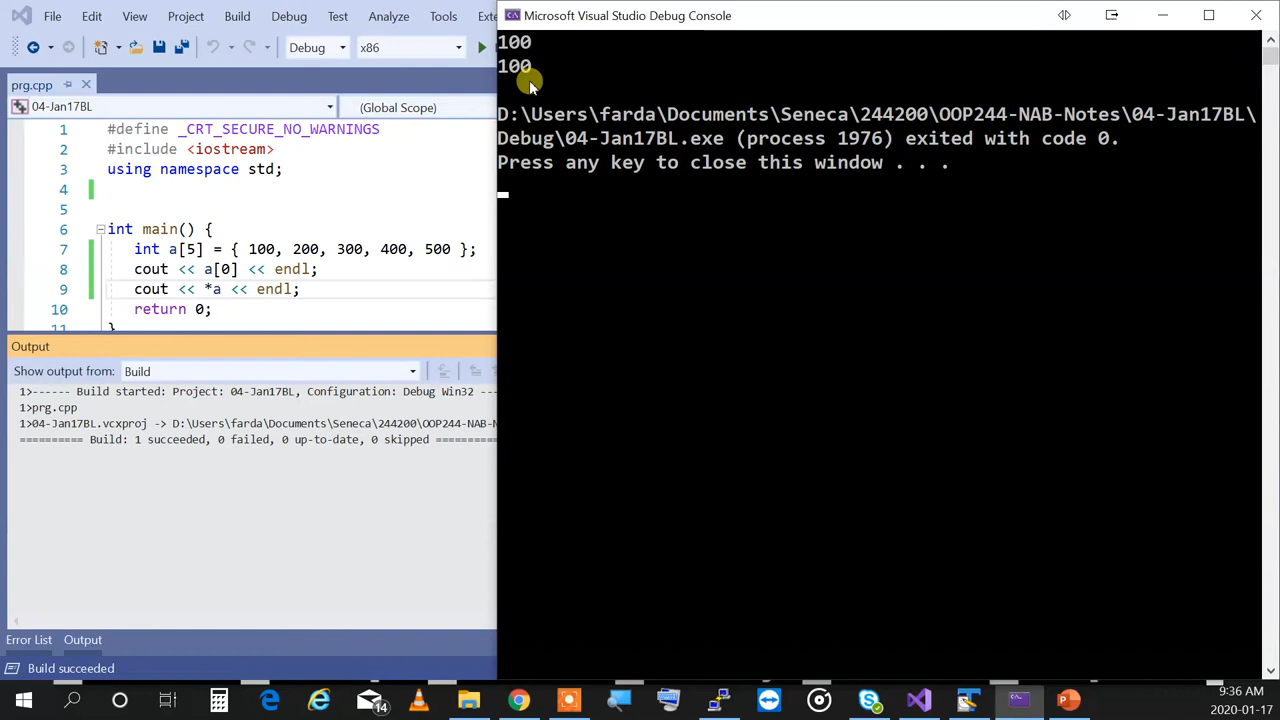 File Edit View Project Build Debug Test Analyze Tools Exte
Debug x86
prg.cpp
04-Jan17BL (Global Scope)
1 #define _CRT_SECURE_NO_WARNINGS
2 #include <iostream>
3 using namespace std;
4
5
6 int main() {
7 int a[5] = { 100, 200, 300, 400, 500 };
8 cout << a[0] << endl;
9 cout << *a << endl;
10 return 0;
11 }
Output
Show output from: Build
1>------ Build started: Project: 04-Jan17BL, Configuration: Debug Win32 ---
1>prg.cpp
1>04-Jan17BL.vcxproj -> D:\Users\farda\Documents\Seneca\244200\OOP244-NAB-N
========== Build: 1 succeeded, 0 failed, 0 up-to-date, 0 skipped ==========
Error List Output
Build succeeded
Microsoft Visual Studio Debug Console
100
100
D:\Users\farda\Documents\Seneca\244200\OOP244-NAB-Notes\04-Jan17BL\
Debug\04-Jan17BL.exe (process 1976) exited with code 0.
Press any key to close this window . . .
14
9:36 AM
2020-01-17